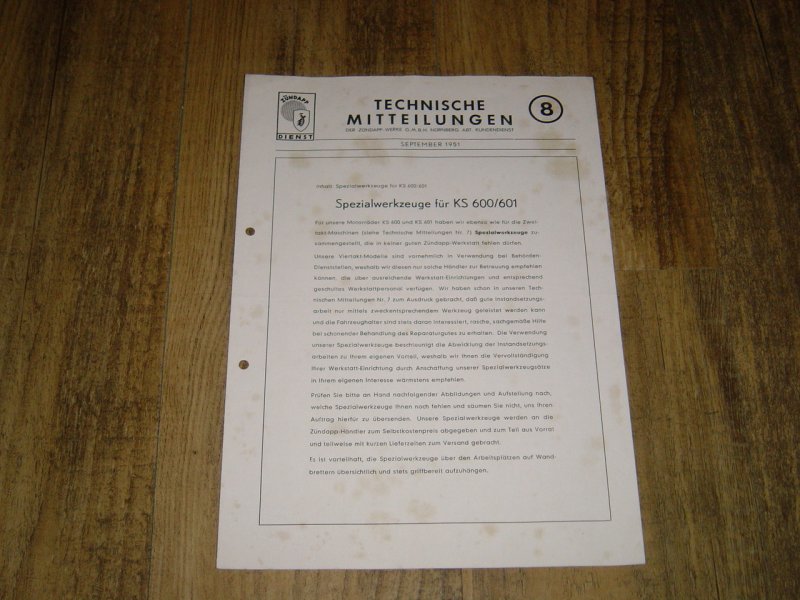 ZÜNDAPP
DIENST
TECHNISCHE
MITTEILUNGEN
8
DER ZÜNDAPP WERKE G.M.B.H. NÜRNBERG ABT. KUNDENDIENST
SEPTEMBER 1951
Inhalt: Spezialwerkzeuge für KS 600/601
Spezialwerkzeuge für KS 600/601
Für unsere Motorräder KS 600 und KS 601 haben wir ebenso wie für die Zwei-
takt-Maschinen (siehe Technische Mitteilungen Nr. 7) Spezialwerkzeuge zu-
sammengestellt, die in keiner guten Zündapp-Werkstatt fehlen dürfen.
Unsere Viertakt-Modelle sind vornehmlich in Verwendung bei Behörden-
Dienststellen, weshalb wir diesen nur solche Händler zur Betreuung empfehlen
können, die über ausreichende Werkstatt-Einrichtungen und entsprechend
geschultes Werkstattpersonal verfügen. Wir haben schon in unseren Tech-
nischen Mitteilungen Nr. 7 zum Ausdruck gebracht, daß gute Instandsetzungs-
arbeit nur mittels zweckentsprechendem Werkzeug geleistet werden kann
und die Fahrzeughalter sind stets daran interessiert, rasche, sachgemäße Hilfe
bei schonender Behandlung des Reparaturgutes zu erhalten. Die Verwendung
unserer Spezialwerkzeuge beschleunigt die Abwicklung der Instandsetzungs-
arbeiten zu Ihrem eigenen Vorteil, weshalb wir Ihnen die Vervollständigung
Ihrer Werkstatt-Einrichtung durch Anschaffung unserer Spezialwerkzeugsätze
in Ihrem eigenen Interesse wärmstens empfehlen.
Prüfen Sie bitte an Hand nachfolgender Abbildungen und Aufstellung nach,
welche Spezialwerkzeuge Ihnen noch fehlen und säumen Sie nicht, uns Ihren
Auftrag hierfür zu übersenden. Unsere Spezialwerkzeuge werden an die
Zündapp-Händler zum Selbstkostenpreis abgegeben und zum Teil aus Vorrat
und teilweise mit kurzen Lieferzeiten zum Versand gebracht.
Es ist vorteilhaft, die Spezialwerkzeuge über den Arbeitsplätzen auf Wand-
brettern übersichtlich und stets griffbereit aufzuhängen.